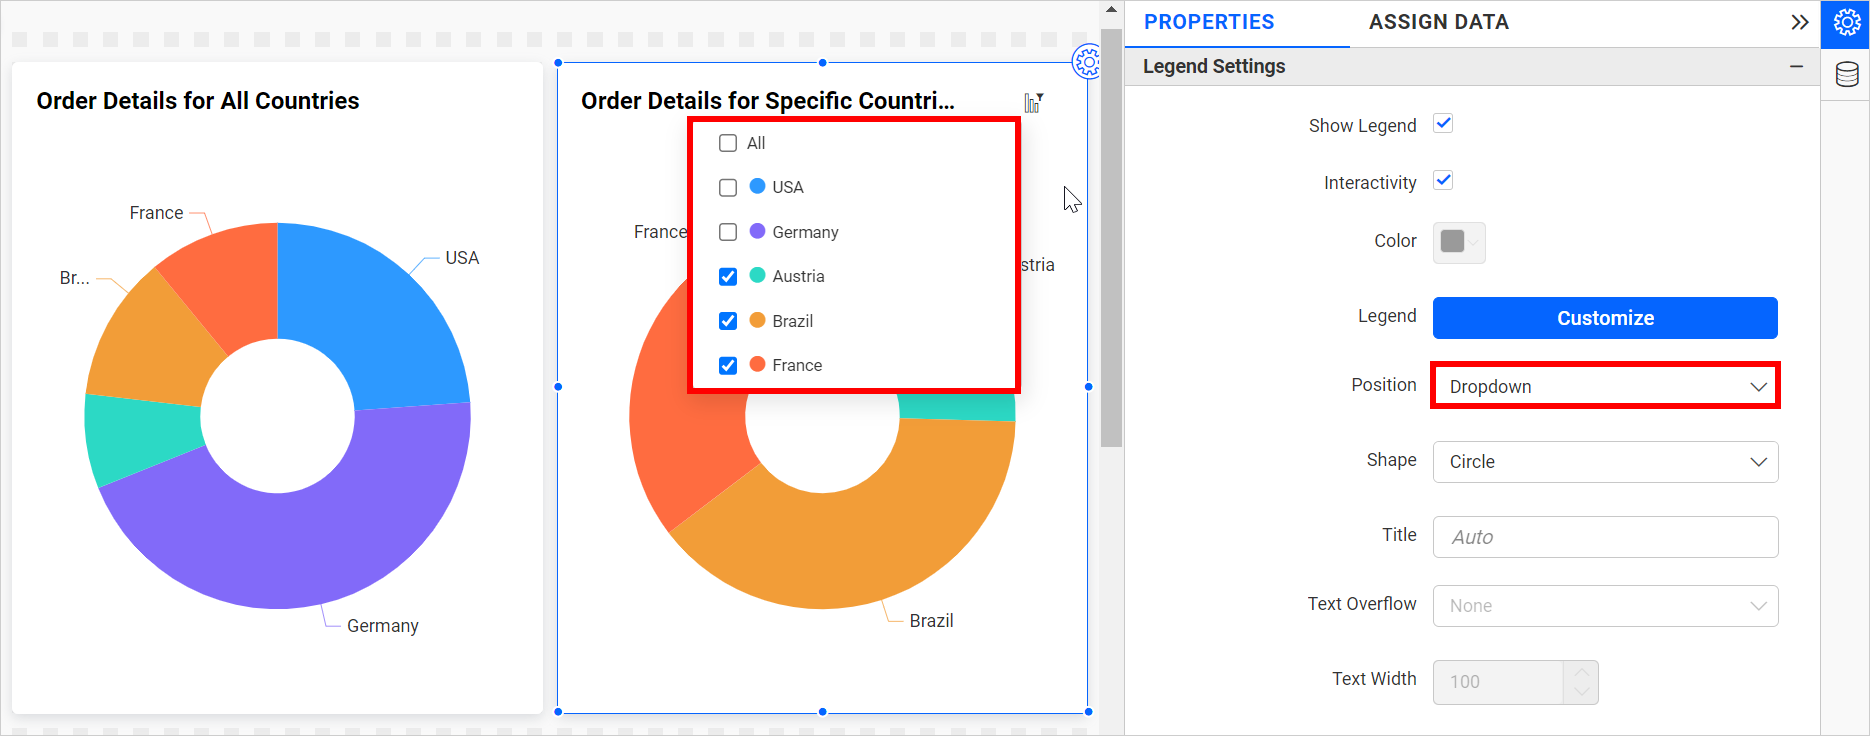 Order Details for All Countries
France
USA
Br...
Germany
Order Details for Specific Countri...
All
USA
Germany
Austria
Brazil
France
France
stria
Brazil
PROPERTIES
ASSIGN DATA
Legend Settings
Show Legend
Interactivity
Color
Legend Customize
Position Dropdown
Shape Circle
Title Auto
Text Overflow None
Text Width 100